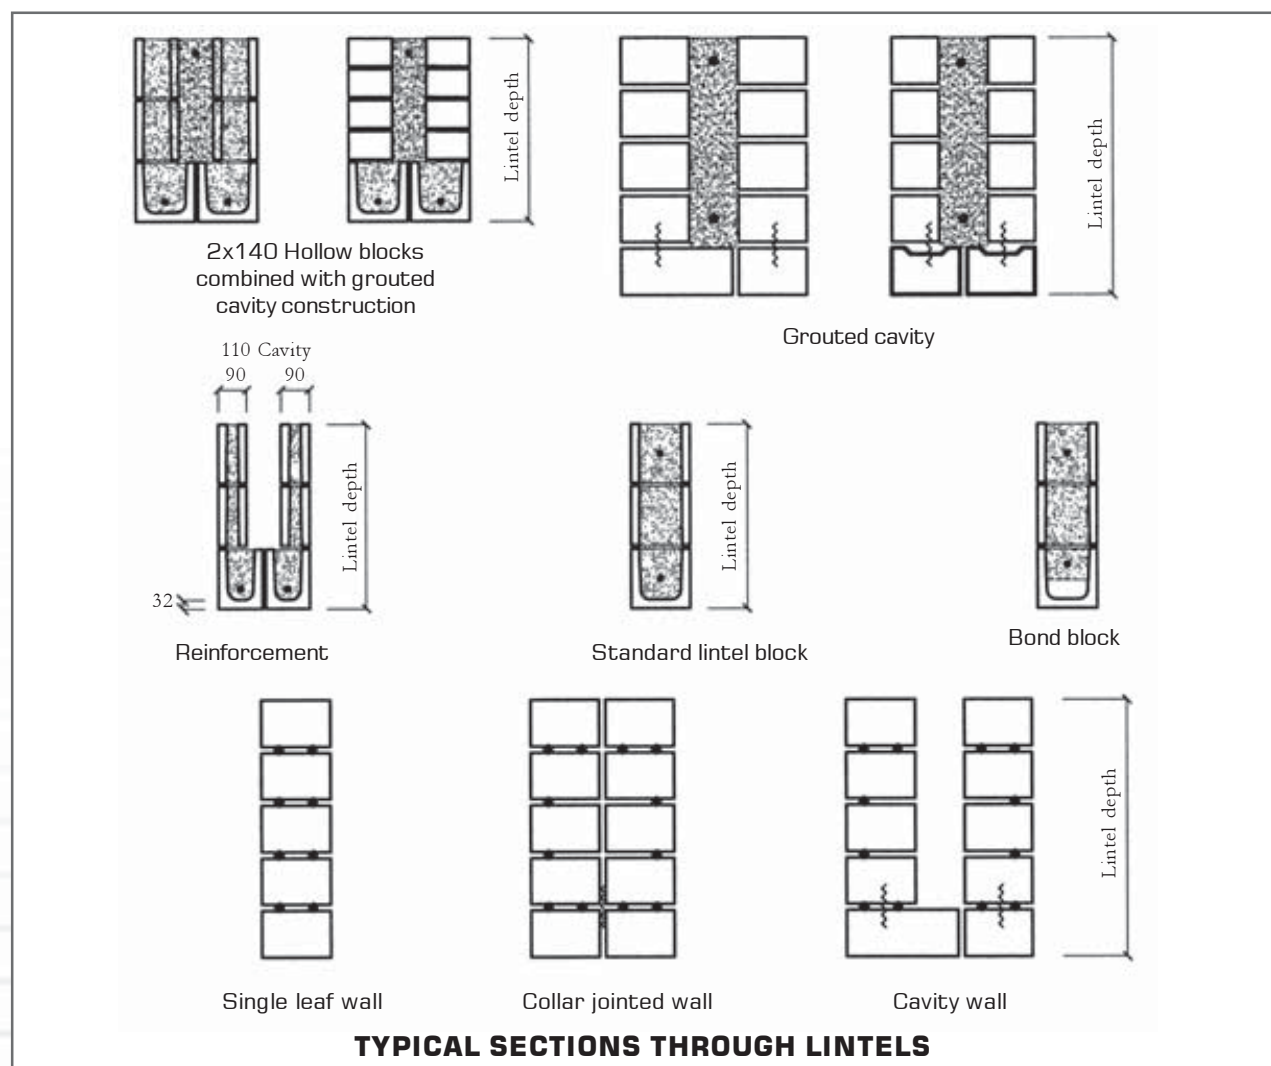 Lintel depth
2x140 Hollow blocks
combined with grouted
cavity construction
Lintel depth
Grouted cavity
110 Cavity
90 90
Lintel depth
32
Reinforcement
Lintel depth
Standard lintel block
Bond block
Single leaf wall
Collar jointed wall
Lintel depth
Cavity wall
TYPICAL SECTIONS THROUGH LINTELS